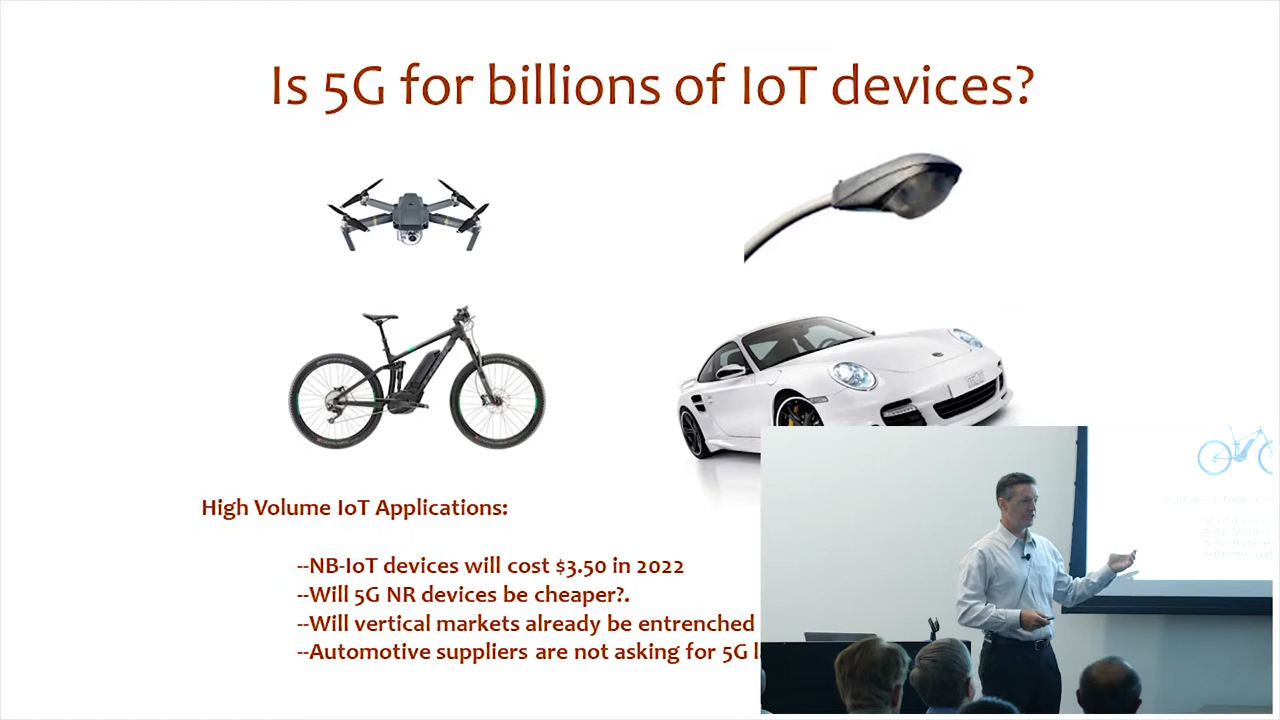 Is 5G for billions of IoT devices?
High Volume IoT Applications:
--NB-IoT devices will cost $3.50 in 2022
--Will 5G NR devices be cheaper?.
--Will vertical markets already be entrenched
--Automotive suppliers are not asking for 5G